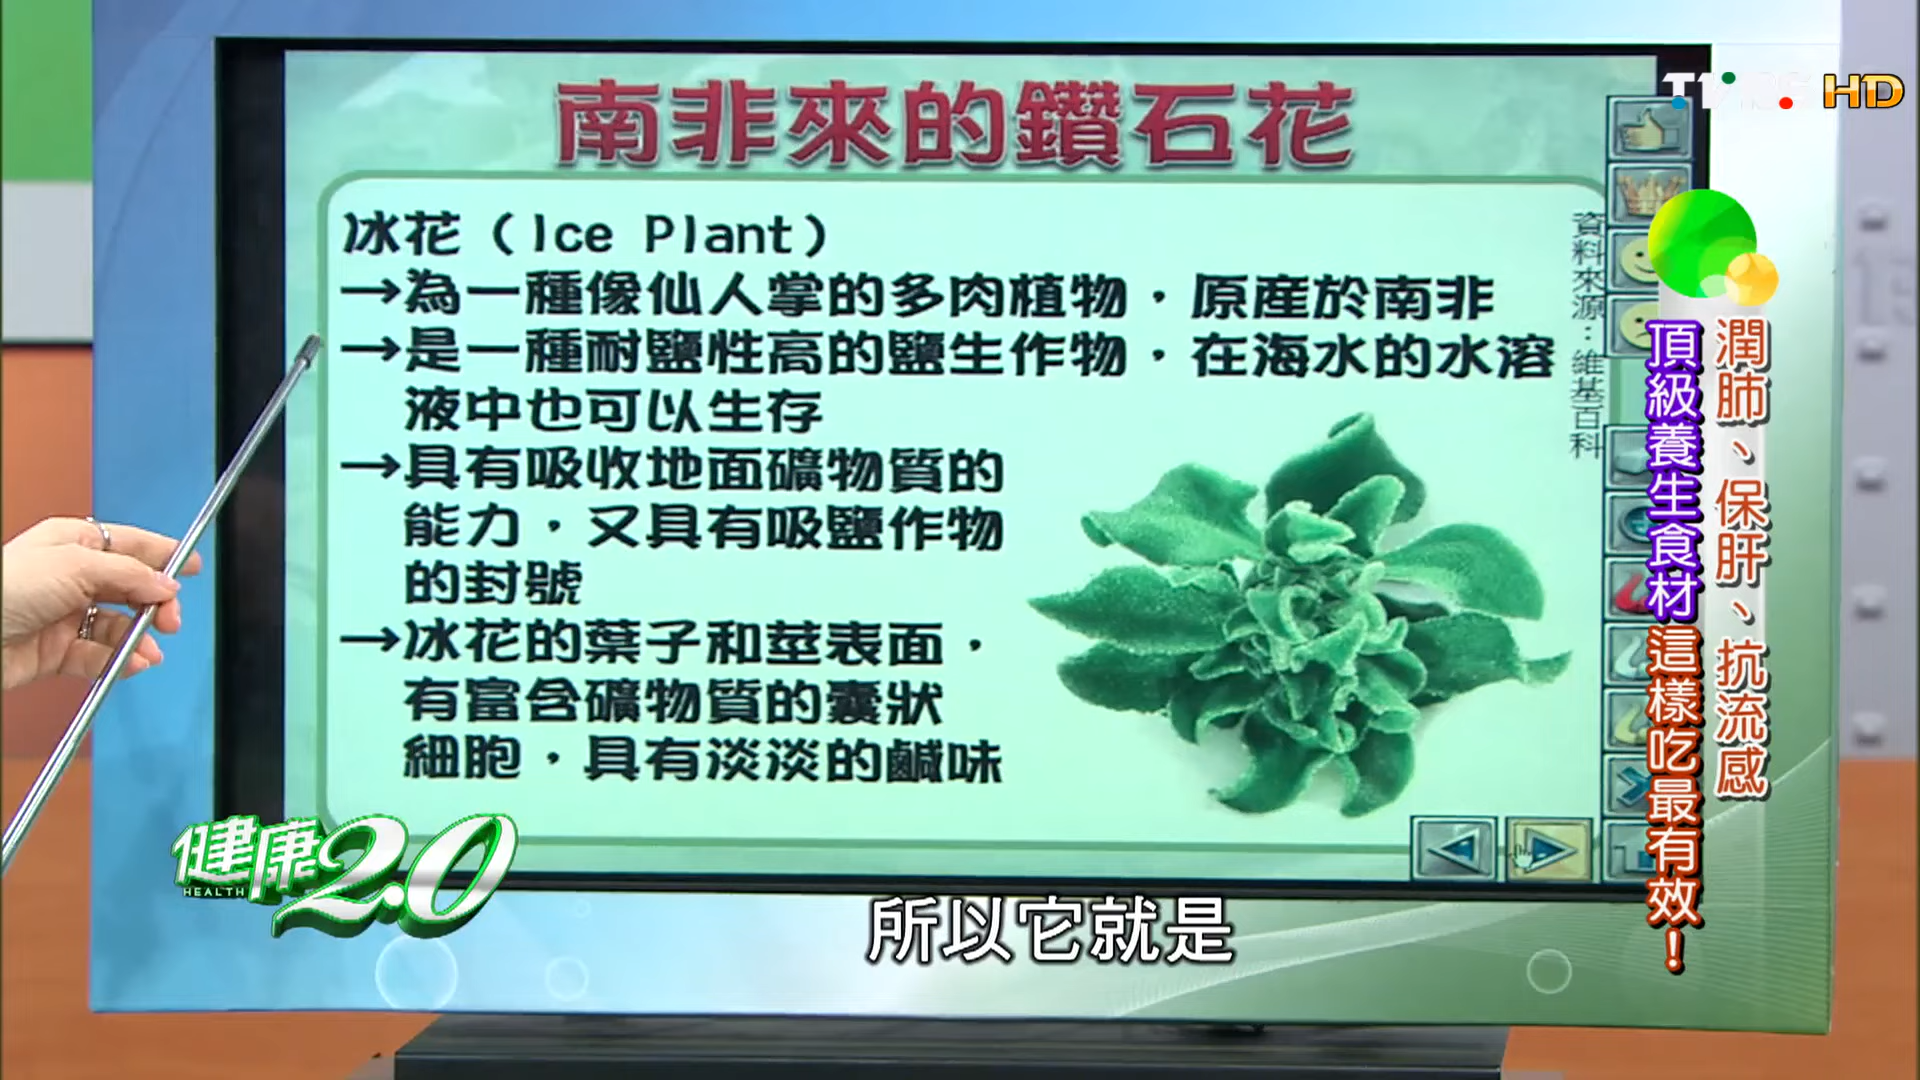 南非來的鑽石花
冰花（Ice Plant）
→為一種像仙人掌的多肉植物，原産於南非
→是一種耐鹽性高的鹽生作物，在海水的水溶
液中也可以生存
→具有吸收地面礦物質的
能力，又具有吸鹽作物
的封號
→冰花的葉子和莖表面，
有富含礦物質的囊狀
細胞，具有淡淡的鹹味
資料來源：維基百科
HD
潤肺、保肝、抗流感
頂級養生食材這樣吃最有效！
健康2.0
HEALTH
所以它就是